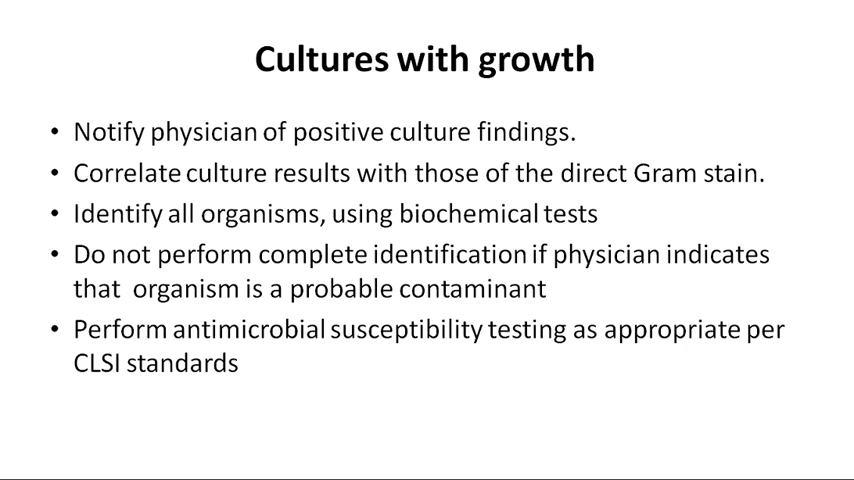 Cultures with growth
• Notify physician of positive culture findings.
• Correlate culture results with those of the direct Gram stain.
• Identify all organisms, using biochemical tests
• Do not perform complete identification if physician indicates
that organism is a probable contaminant
• Perform antimicrobial susceptibility testing as appropriate per
CLSI standards